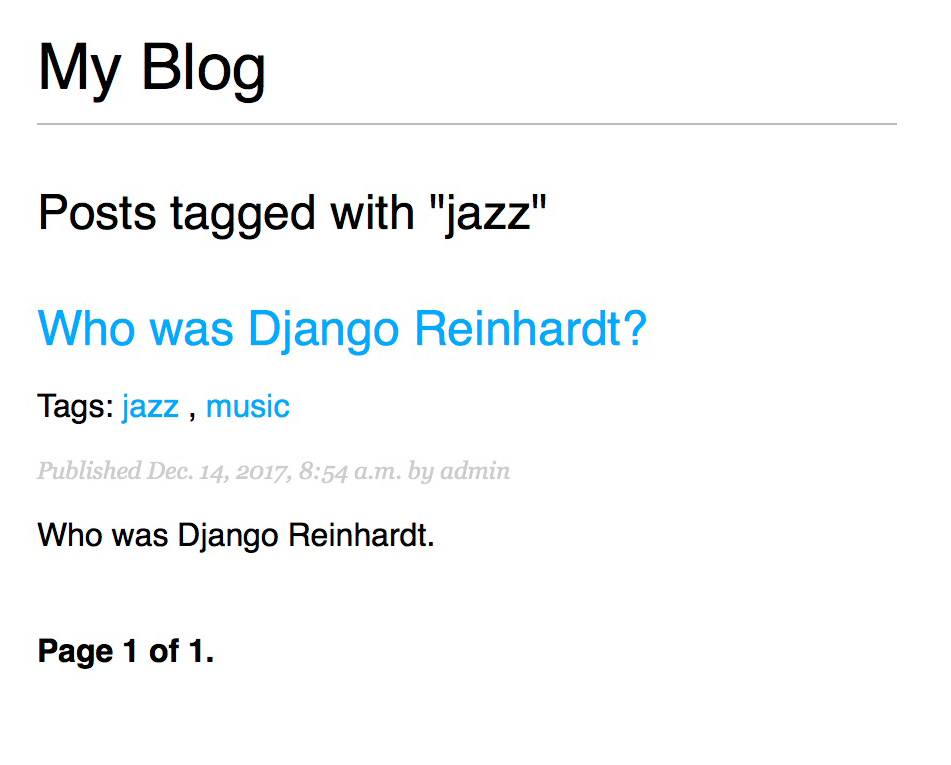 My Blog
Posts tagged with "jazz"
Who was Django Reinhardt?
Tags: jazz , music
Published Dec. 14, 2017, 8:54 a.m. by admin
Who was Django Reinhardt.
Page 1 of 1.